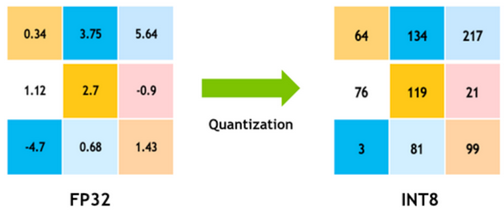 0.34 3.75 5.64
1.12 2.7 -0.9
-4.7 0.68 1.43
FP32
Quantization
64 134 217
76 119 21
3 81 99
INT8